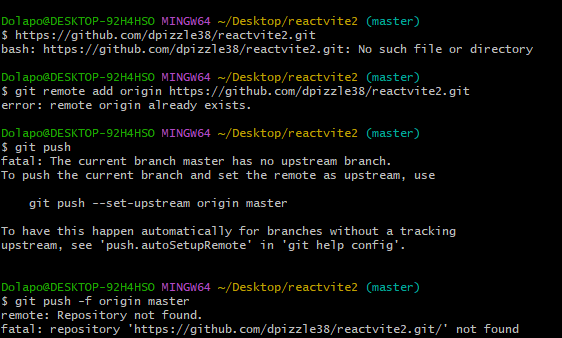 Dolapo@DESKTOP-92H4HSO MINGW64 ~/Desktop/reactvite2 (master)
$ https://github.com/dpizzle38/reactvite2.git
bash: https://github.com/dpizzle38/reactvite2.git: No such file or directory
Dolapo@DESKTOP-92H4HSO MINGW64 ~/Desktop/reactvite2 (master)
$ git remote add origin https://github.com/dpizzle38/reactvite2.git
error: remote origin already exists.
Dolapo@DESKTOP-92H4HSO MINGW64 ~/Desktop/reactvite2 (master)
$ git push
fatal: The current branch master has no upstream branch.
To push the current branch and set the remote as upstream, use
git push --set-upstream origin master
To have this happen automatically for branches without a tracking
upstream, see 'push.autoSetupRemote' in 'git help config'.
Dolapo@DESKTOP-92H4HSO MINGW64 ~/Desktop/reactvite2 (master)
$ git push -f origin master
remote: Repository not found.
fatal: repository 'https://github.com/dpizzle38/reactvite2.git/' not found